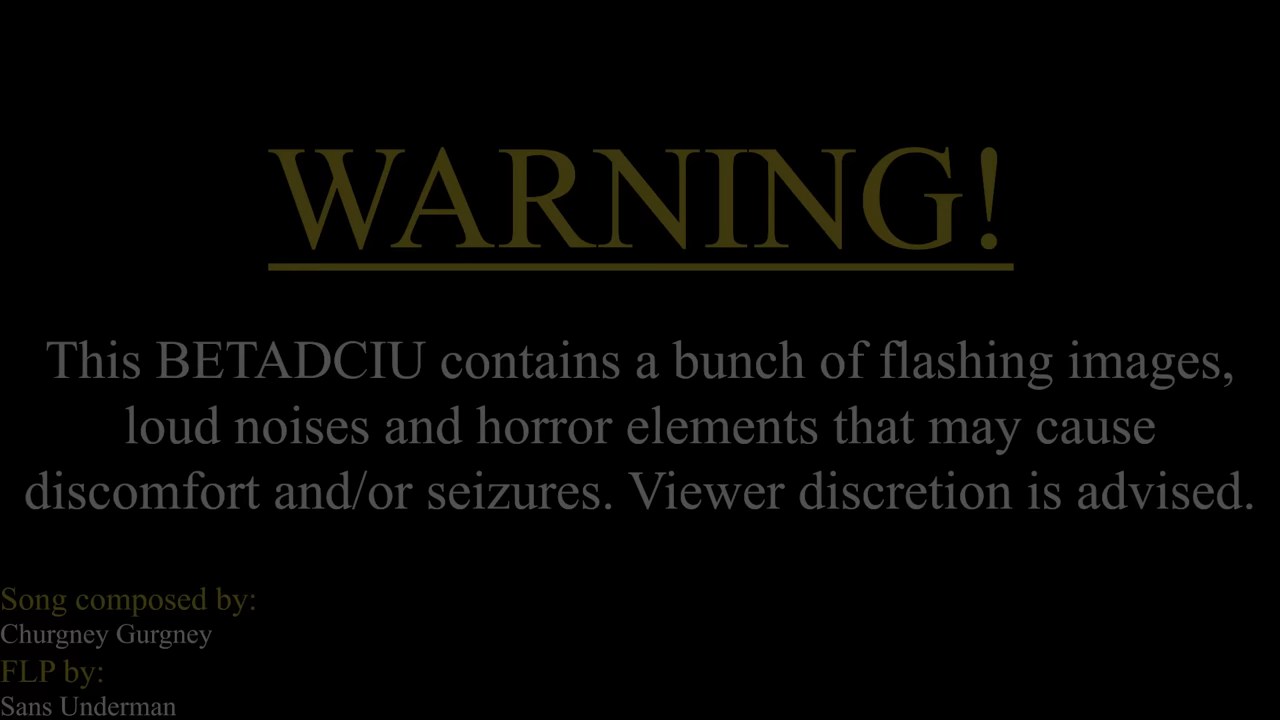 WARNING!
This BETADCIU contains a bunch of flashing images,
loud noises and horror elements that may cause
discomfort and/or seizures. Viewer discretion is advised.
Song composed by:
Churgney Gurgney
FLP by:
Sans Underman